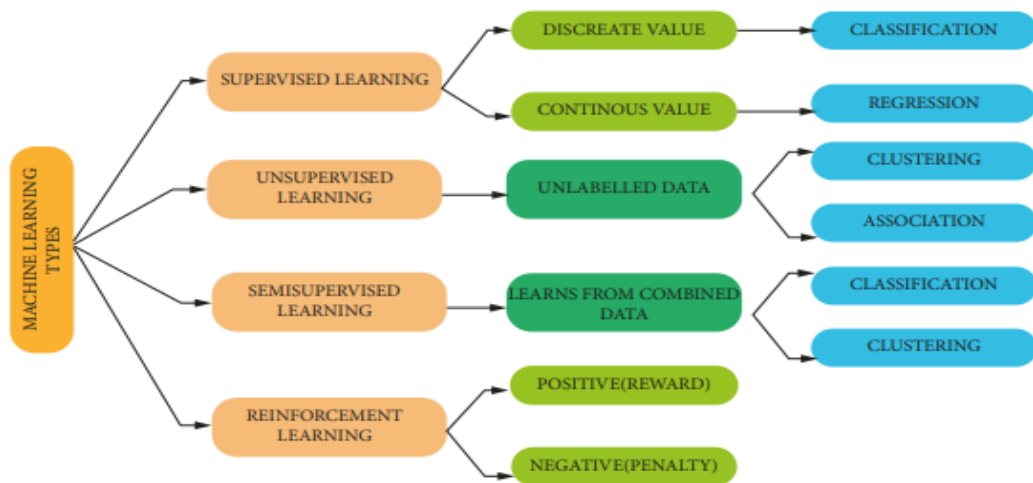 MACHINE LEARNING
TYPES
SUPERVISED LEARNING
DISCREATE VALUE
CLASSIFICATION
CONTINOUS VALUE
REGRESSION
UNSUPERVISED
LEARNING
UNLABELLED DATA
CLUSTERING
ASSOCIATION
SEMISUPERVISED
LEARNING
LEARNS FROM COMBINED
DATA
CLASSIFICATION
CLUSTERING
REINFORCEMENT
LEARNING
POSITIVE(REWARD)
NEGATIVE(PENALTY)